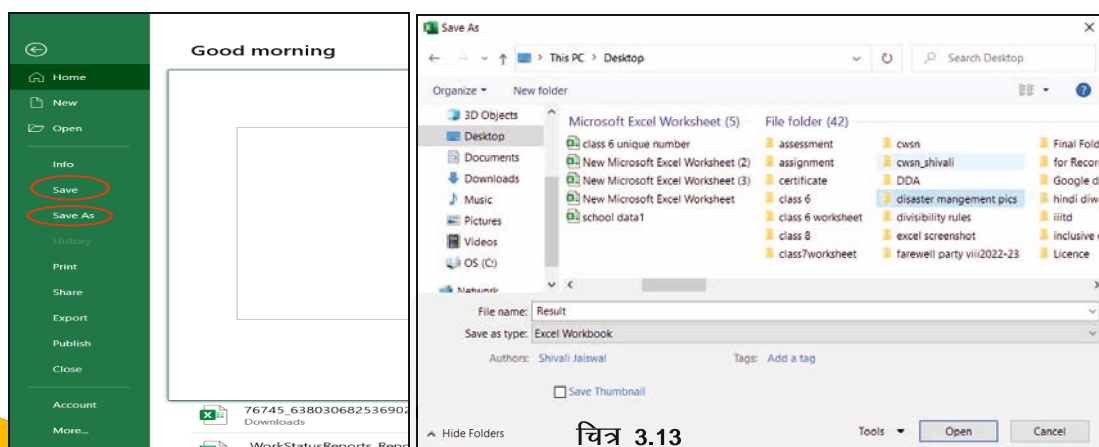 Good morning
Home
New
Open
Info
Save
Save As
History
Print
Share
Export
Publish
Close
Account
More...
76745_63803068253690
Downloads
WorkStatusReports_Repo
Save As
This PC > Desktop
Search Desktop
Organize
New folder
3D Objects
Desktop
Documents
Downloads
Music
Pictures
Videos
OS (C:)
Network
Microsoft Excel Worksheet (5)
class 6 unique number
New Microsoft Excel Worksheet (2)
New Microsoft Excel Worksheet (3)
New Microsoft Excel Worksheet
school data1
File folder (42)
assessment
assignment
certificate
class 6
class 6 worksheet
class 8
class7worksheet
cwsn
cwsn_shivali
DDA
disaster mangement pics
divisibility rules
excel screenshot
farewell party viii2022-23
Final Fold
for Recor
Google d
hindi diw
iiitd
inclusive
Licence
File name: Result
Save as type: Excel Workbook
Authors: Shivali Jaiswal
Tags: Add a tag
Save Thumbnail
Hide Folders
Tools
Open
Cancel
चित्र 3.13